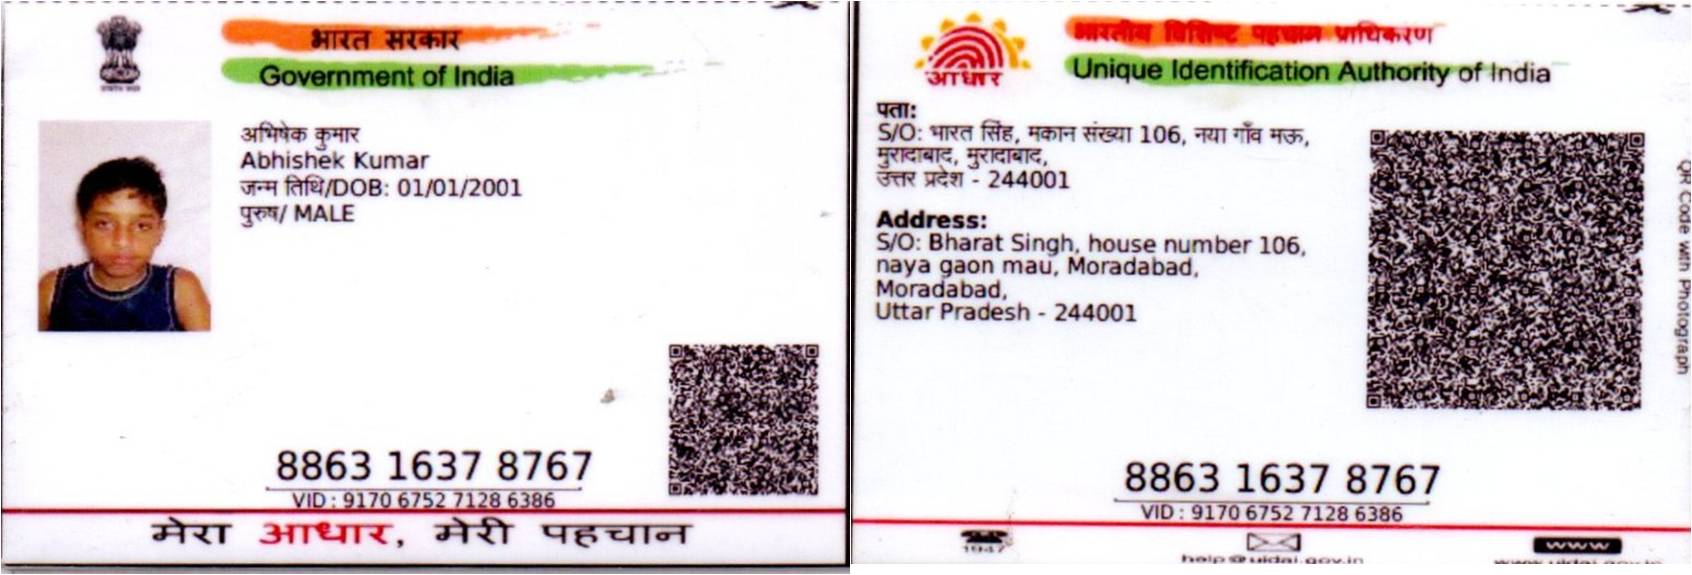 भारत सरकार
Government of India
अभिषेक कुमार
Abhishek Kumar
जन्म तिथि/DOB: 01/01/2001
पुरुष/ MALE
8863 1637 8767
VID : 9170 6752 7128 6386
मेरा आधार, मेरी पहचान
भारतीय विशिष्ट पहचान प्राधिकरण
Unique Identification Authority of India
आधार
पता:
S/O: भारत सिंह, मकान संख्या 106, नया गाँव मऊ,
मुरादाबाद, मुरादाबाद,
उत्तर प्रदेश - 244001
Address:
S/O: Bharat Singh, house number 106,
naya gaon mau, Moradabad,
Moradabad,
Uttar Pradesh - 244001
QR Code with Photograph
8863 1637 8767
VID : 9170 6752 7128 6386
1947
help@uidai.gov.in
WWW